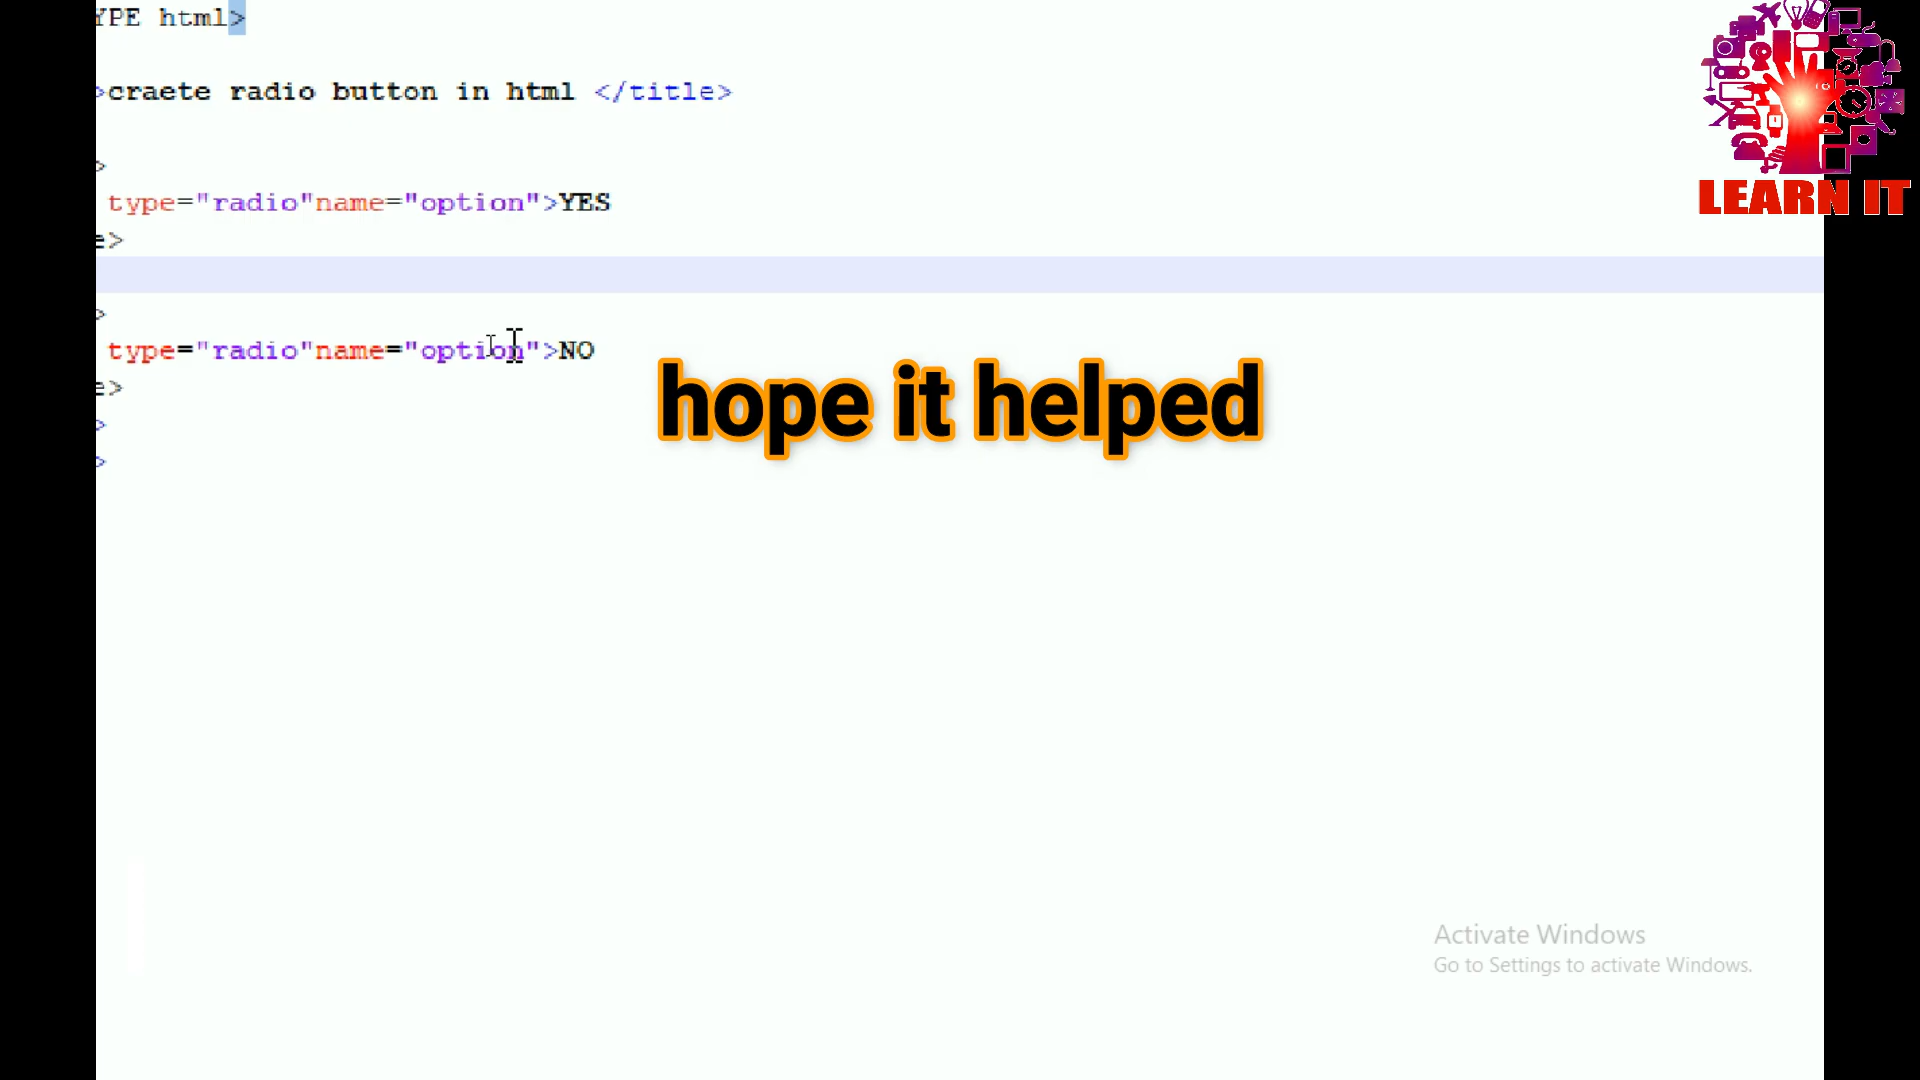 YPE html>
>craete radio button in html </title>
>
type="radio"name="option">YES
e>
>
type="radio"name="option">NO
e>
>
>
hope it helped
LEARN IT
Activate Windows
Go to Settings to activate Windows.